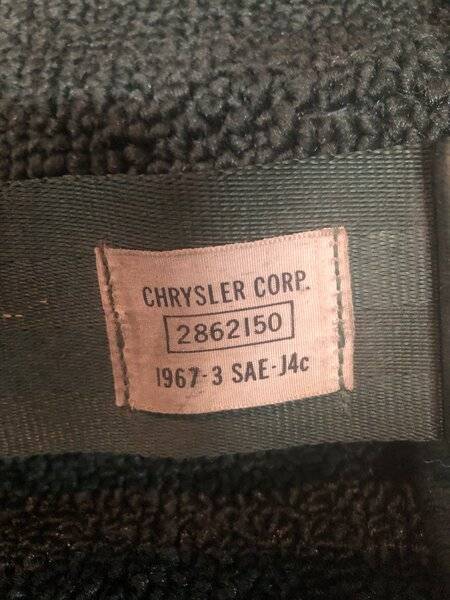 CHRYSLER CORP.
2862150
1967-3 SAE-J4c